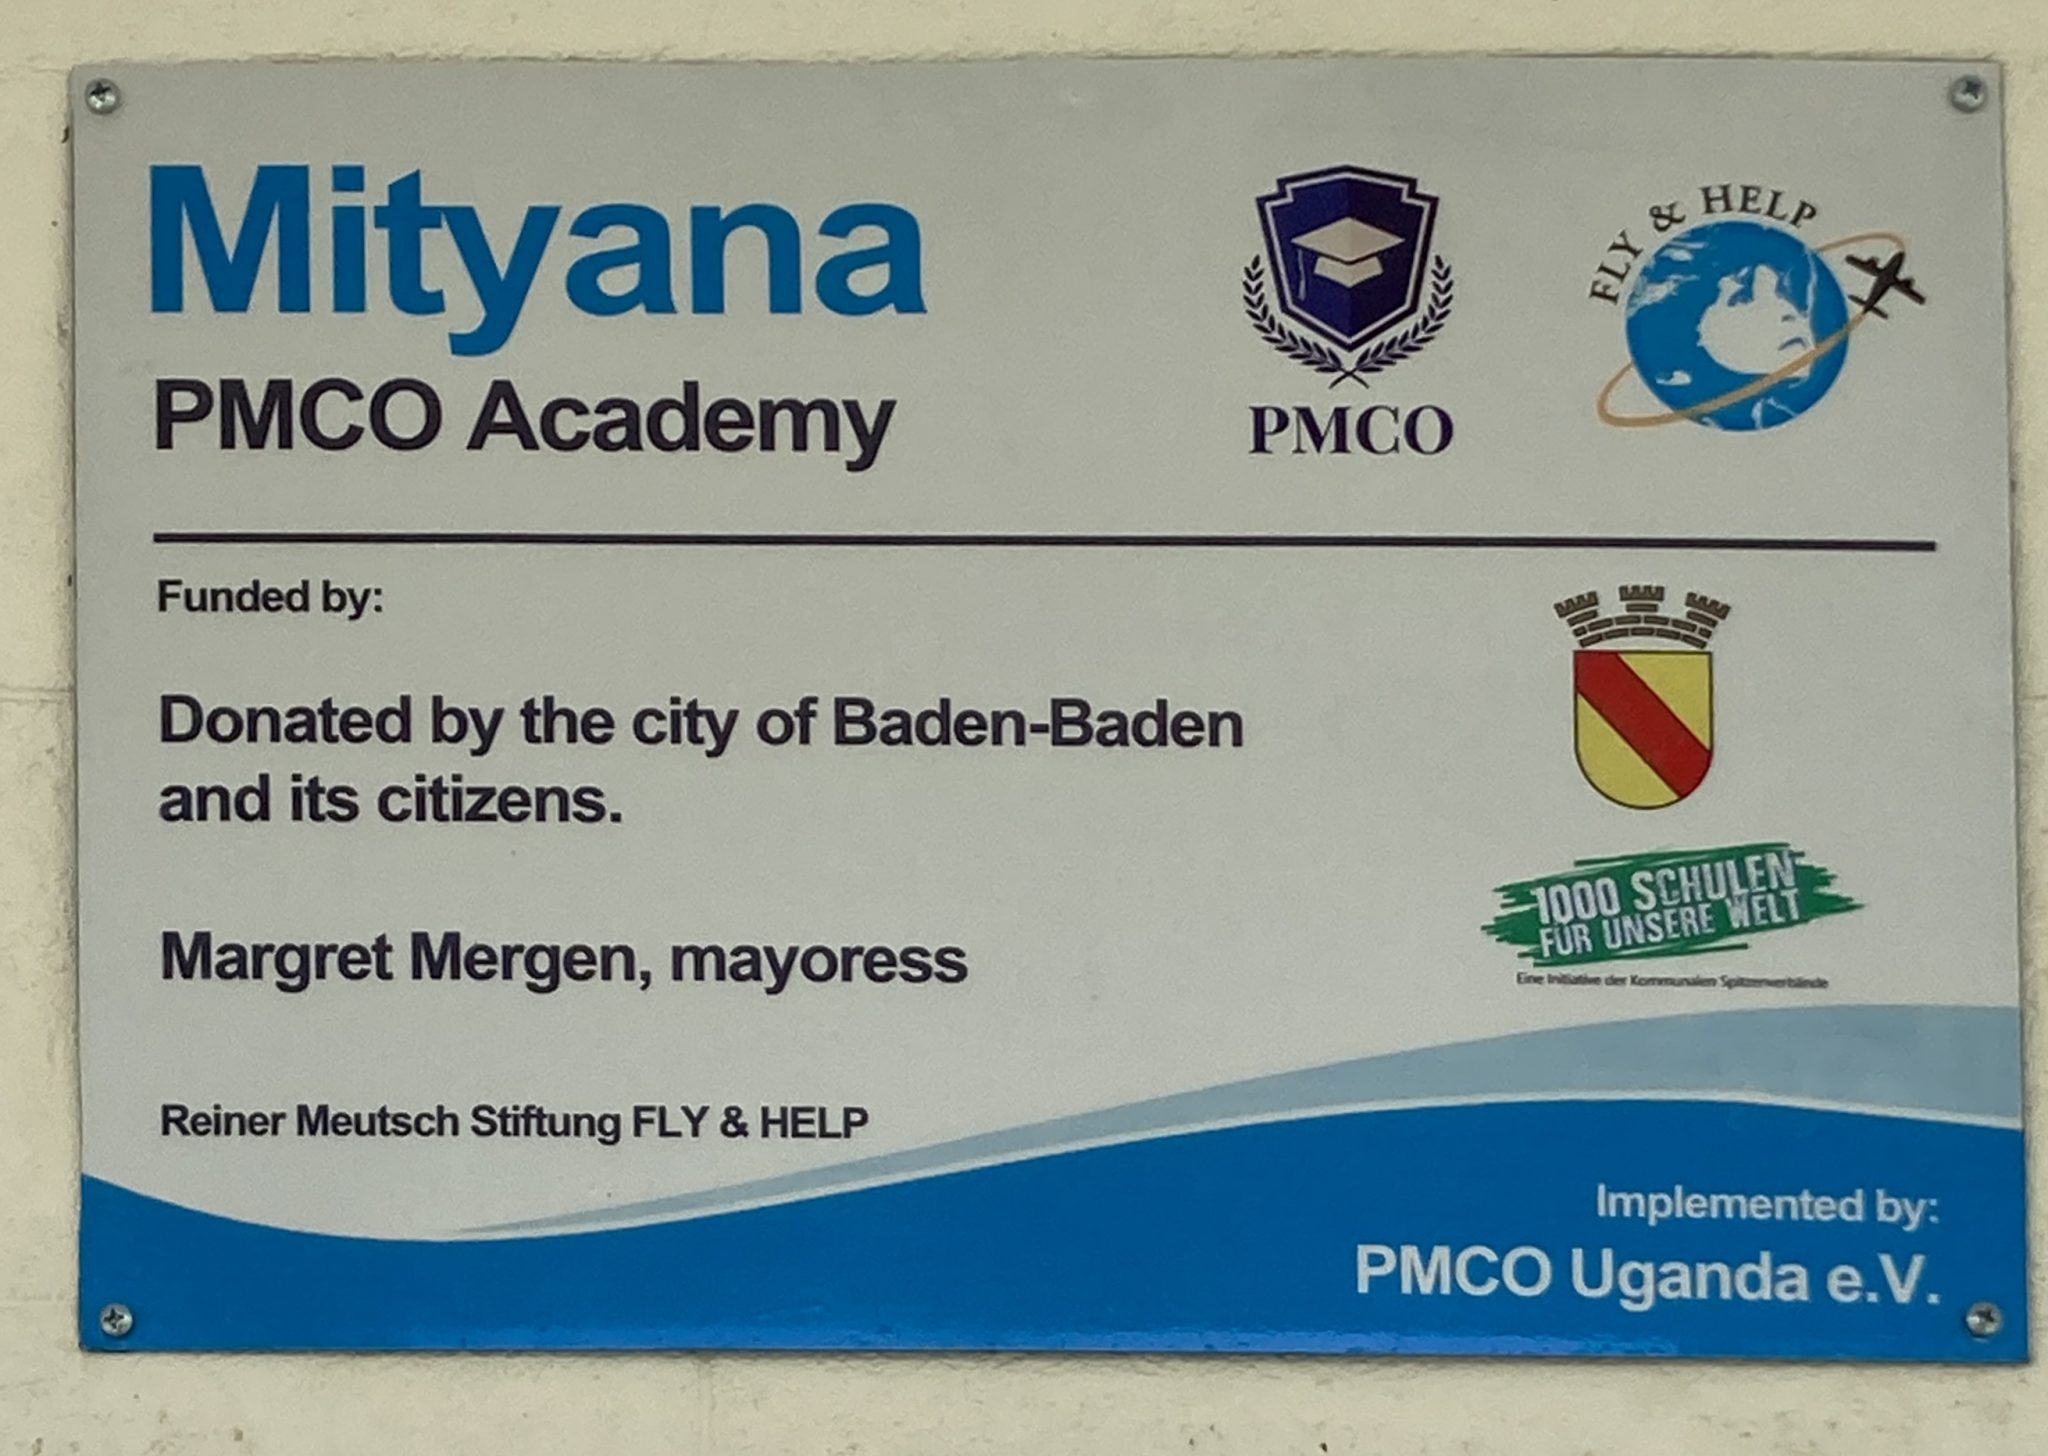 Mityana
PMCO Academy
PMCO
FLY & HELP
Funded by:
Donated by the city of Baden-Baden
and its citizens.
Margret Mergen, mayoress
1000 SCHULEN
FÜR UNSERE WELT
Eine Initiative der Kommunalen Spitzenverbände
Reiner Meutsch Stiftung FLY & HELP
Implemented by:
PMCO Uganda e.V.